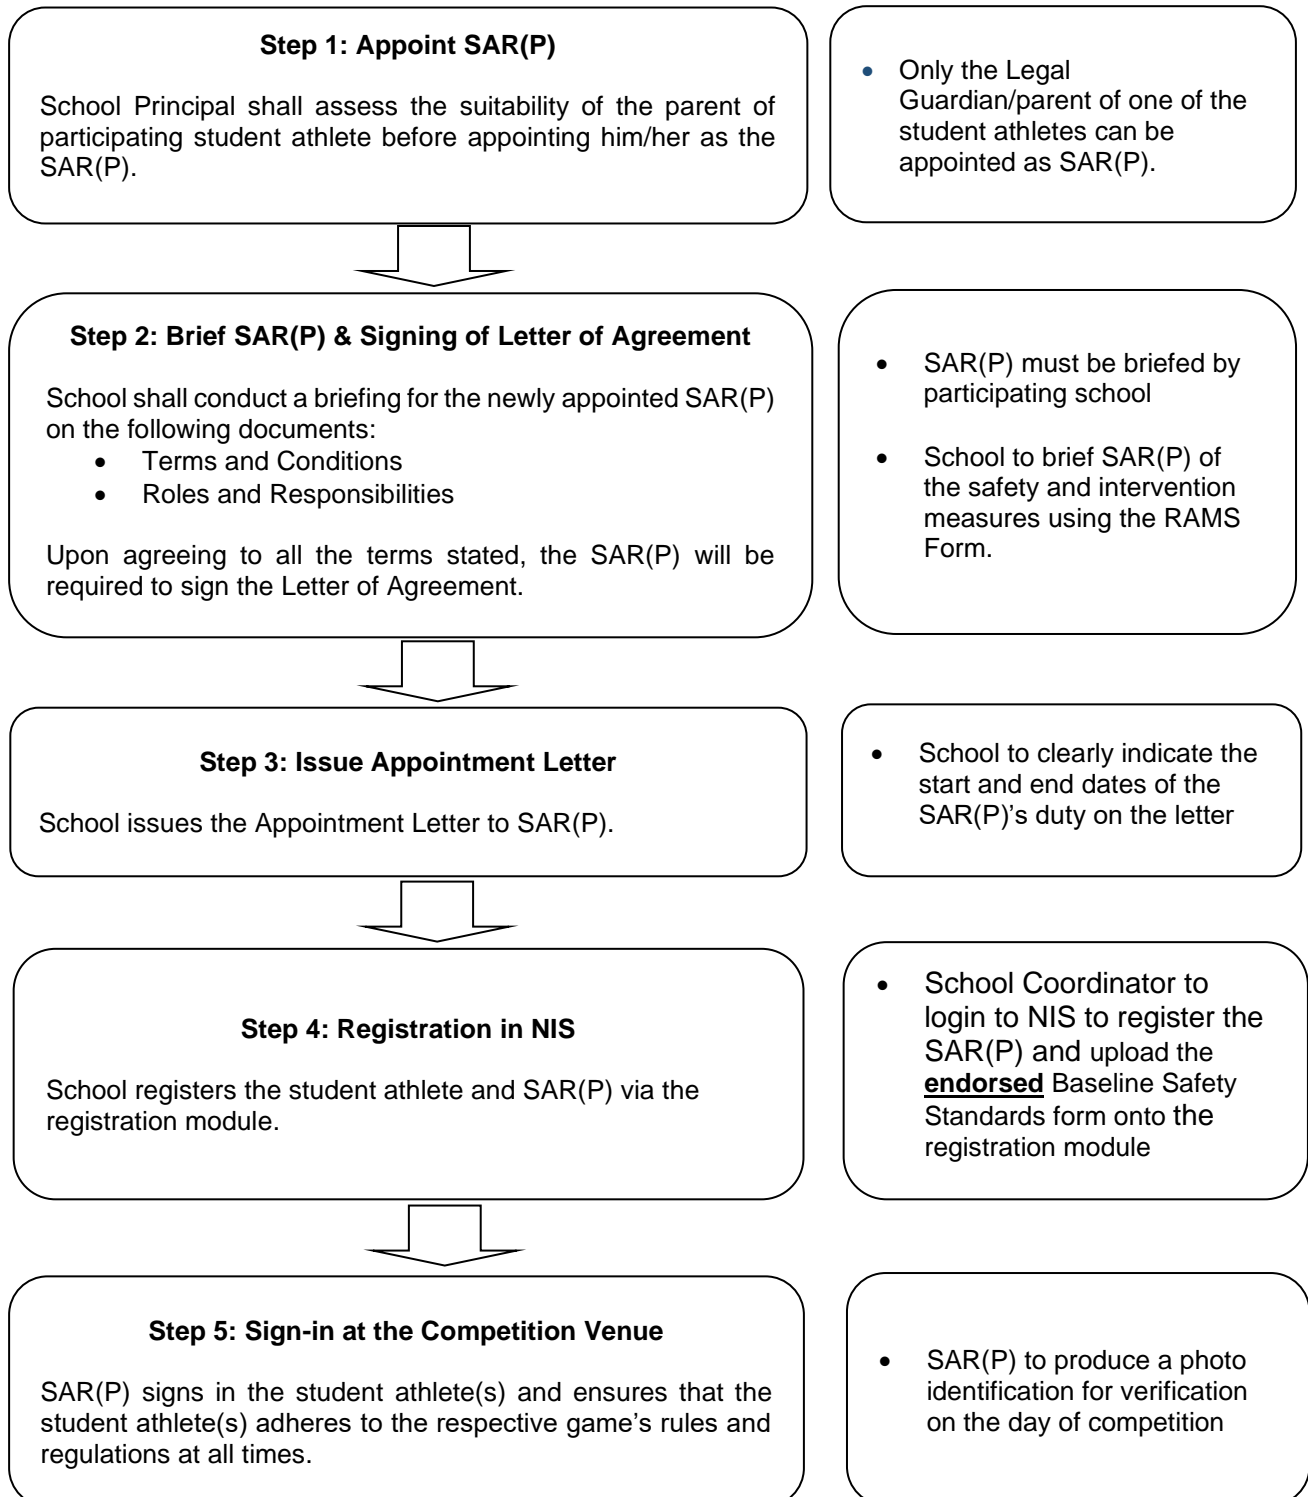 Step 1: Appoint SAR(P)
School Principal shall assess the suitability of the parent of
participating student athlete before appointing him/her as the
SAR(P).
• Only the Legal
Guardian/parent of one of the
student athletes can be
appointed as SAR(P).
Step 2: Brief SAR(P) & Signing of Letter of Agreement
School shall conduct a briefing for the newly appointed SAR(P)
on the following documents:
• Terms and Conditions
• Roles and Responsibilities
Upon agreeing to all the terms stated, the SAR(P) will be
required to sign the Letter of Agreement.
• SAR(P) must be briefed by
participating school
• School to brief SAR(P) of
the safety and intervention
measures using the RAMS
Form.
Step 3: Issue Appointment Letter
School issues the Appointment Letter to SAR(P).
• School to clearly indicate the
start and end dates of the
SAR(P)’s duty on the letter
Step 4: Registration in NIS
School registers the student athlete and SAR(P) via the
registration module.
• School Coordinator to
login to NIS to register the
SAR(P) and upload the
endorsed Baseline Safety
Standards form onto the
registration module
Step 5: Sign-in at the Competition Venue
SAR(P) signs in the student athlete(s) and ensures that the
student athlete(s) adheres to the respective game’s rules and
regulations at all times.
• SAR(P) to produce a photo
identification for verification
on the day of competition